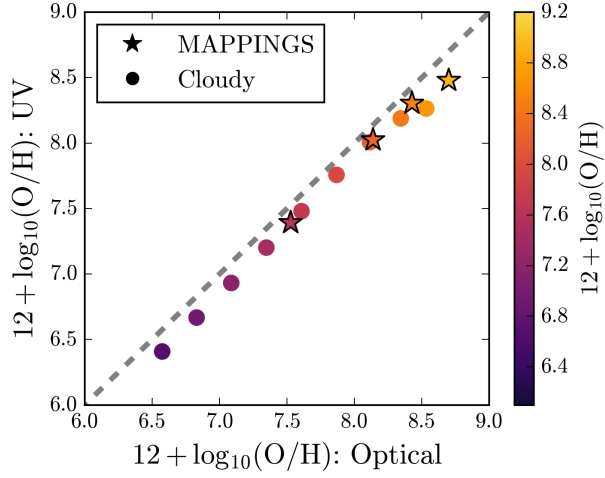 MAPPINGS
Cloudy
12 + log₁₀(O/H): UV
9.0
8.5
8.0
7.5
7.0
6.5
6.0
6.0 6.5 7.0 7.5 8.0 8.5 9.0
12 + log₁₀(O/H): Optical
9.2
8.8
8.4
8.0
7.6
7.2
6.8
6.4
12 + log₁₀(O/H)